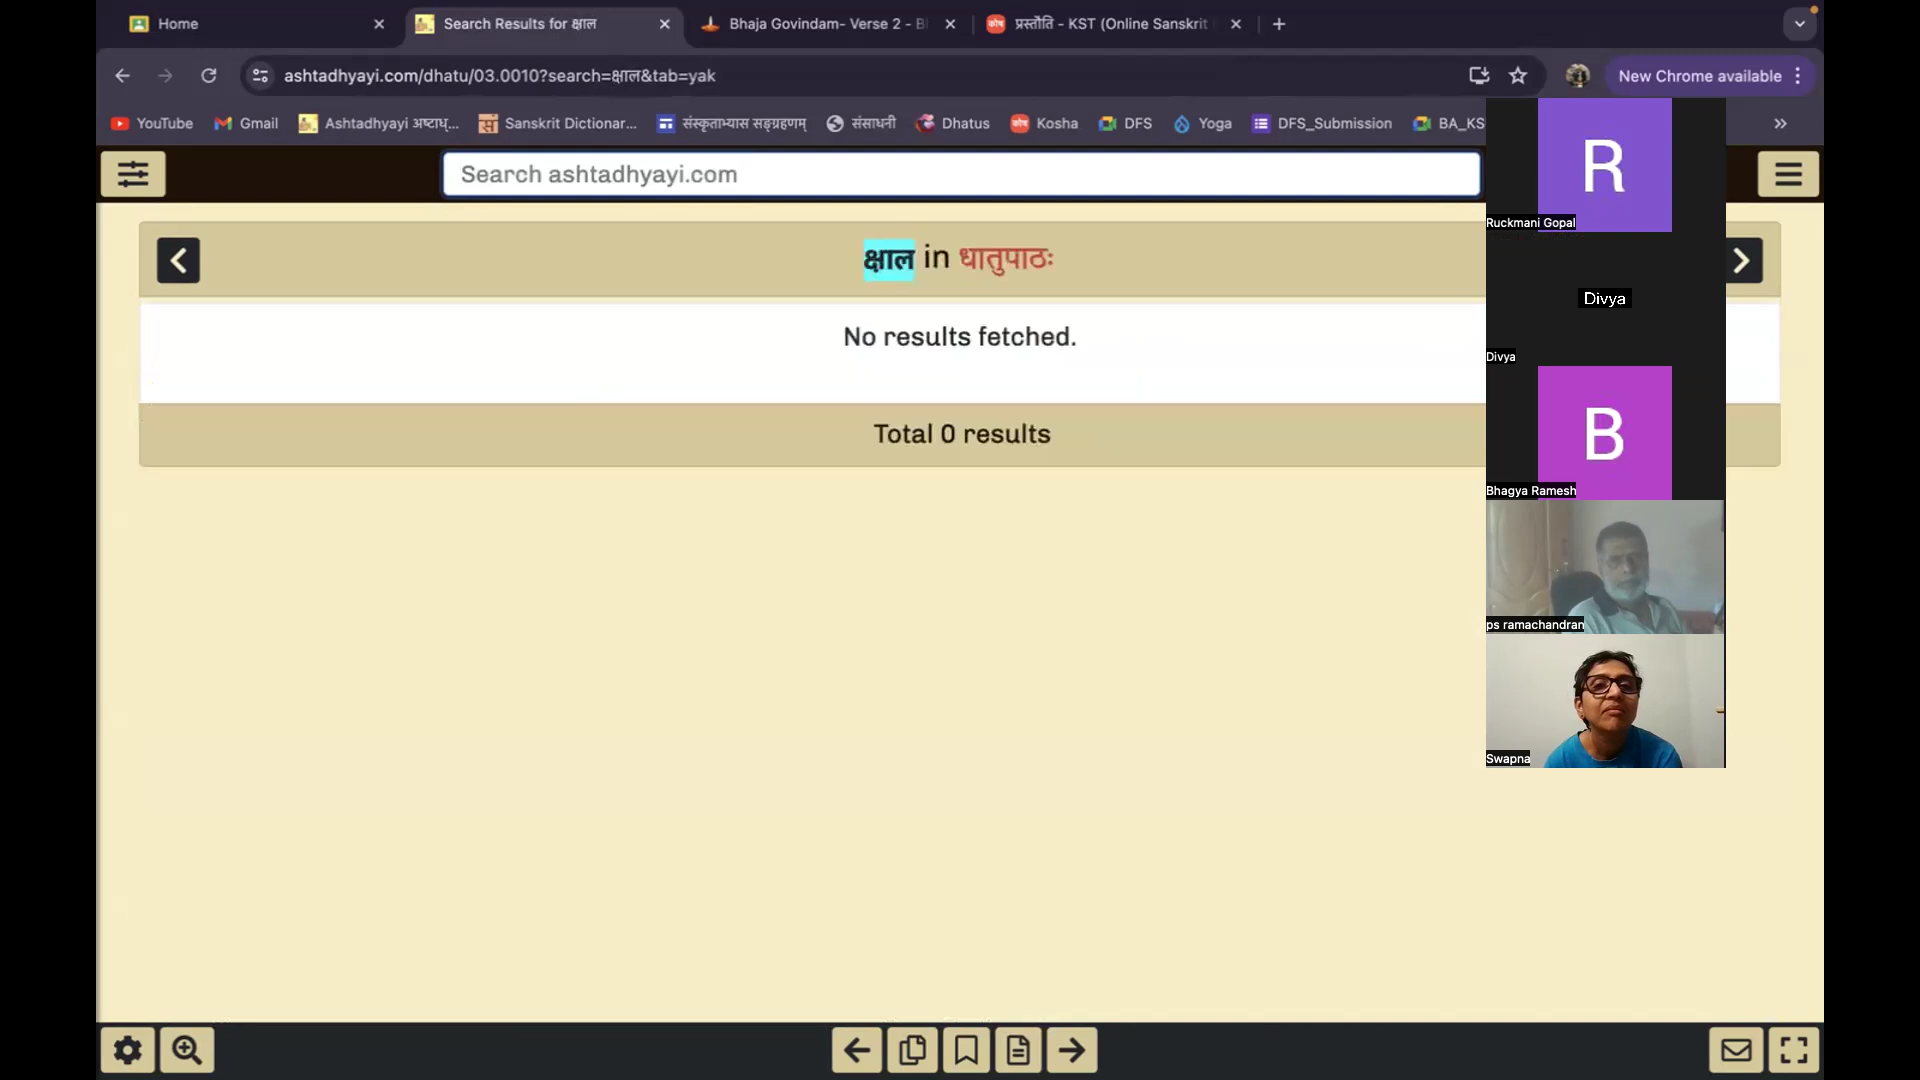 Home
Search Results for क्षाल
Bhaja Govindam- Verse 2 - Bl
प्रस्तौति - KST (Online Sanskrit
ashtadhyayi.com/dhatu/03.0010?search=क्षाल&tab=yak
New Chrome available
YouTube
Gmail
Ashtadhyayi अष्टाध्...
Sanskrit Dictionar...
संस्कृताभ्यास सङ्ग्रहणम्
संसाधनी
Dhatus
Kosha
DFS
Yoga
DFS_Submission
BA_KS
Search ashtadhyayi.com
क्षाल in धातुपाठः
No results fetched.
Total 0 results
R
Ruckmani Gopal
Divya
Divya
B
Bhagya Ramesh
ps ramachandran
Swapna